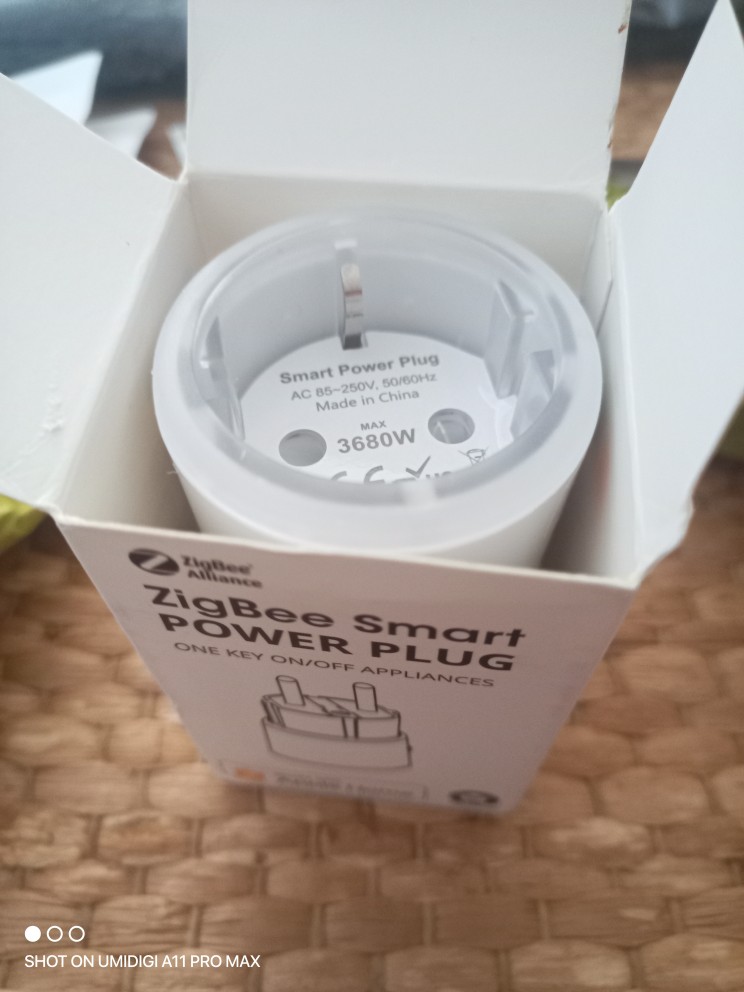 Smart Power Plug
AC 85~250V, 50/60Hz
Made in China
MAX
3680W
ZigBee
Alliance
ZigBee Smart
POWER PLUG
ONE KEY ON/OFF APPLIANCES
SHOT ON UMIDIGI A11 PRO MAX